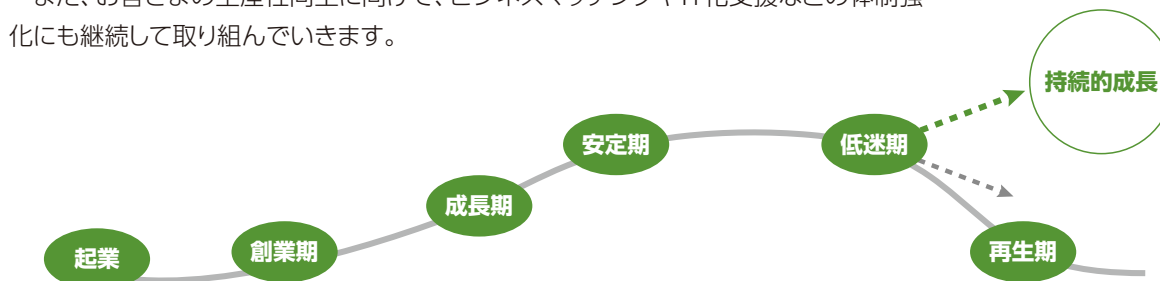 化にも継続して取り組んでいきます。
持続的成長
安定期
低迷期
成長期
創業期
起業
再生期